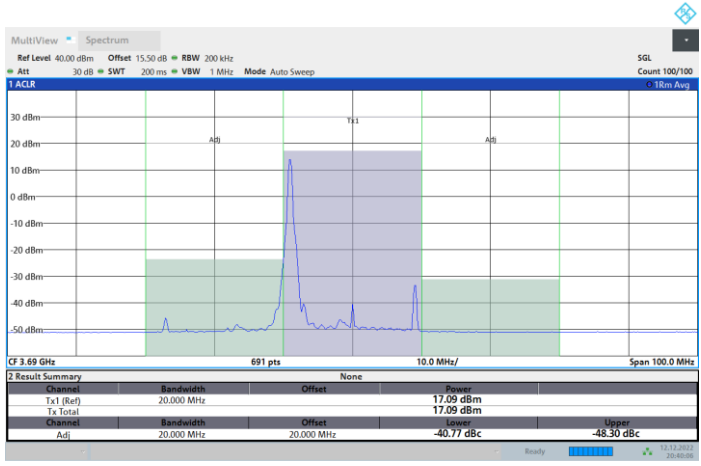 MultiView Spectrum
Ref Level 40.00 dBm Offset 15.50 dB RBW 200 kHz SGL
Att 30 dB SWT 200 ms VBW 1 MHz Mode Auto Sweep Count 100/100
1 ACLR 1Rm Avg
30 dBm
Tx1
20 dBm
Adj Adj
10 dBm
0 dBm
-10 dBm
-20 dBm
-30 dBm
-40 dBm
-50 dBm
CF 3.69 GHz 691 pts 10.0 MHz/ Span 100.0 MHz
2 Result Summary None
Channel Bandwidth Offset Power
Tx1 (Ref) 20.000 MHz 17.09 dBm
Tx Total 17.09 dBm
Channel Bandwidth Offset Lower Upper
Adj 20.000 MHz 20.000 MHz -40.77 dBc -48.30 dBc
Ready 12.12.2022
20:40:06